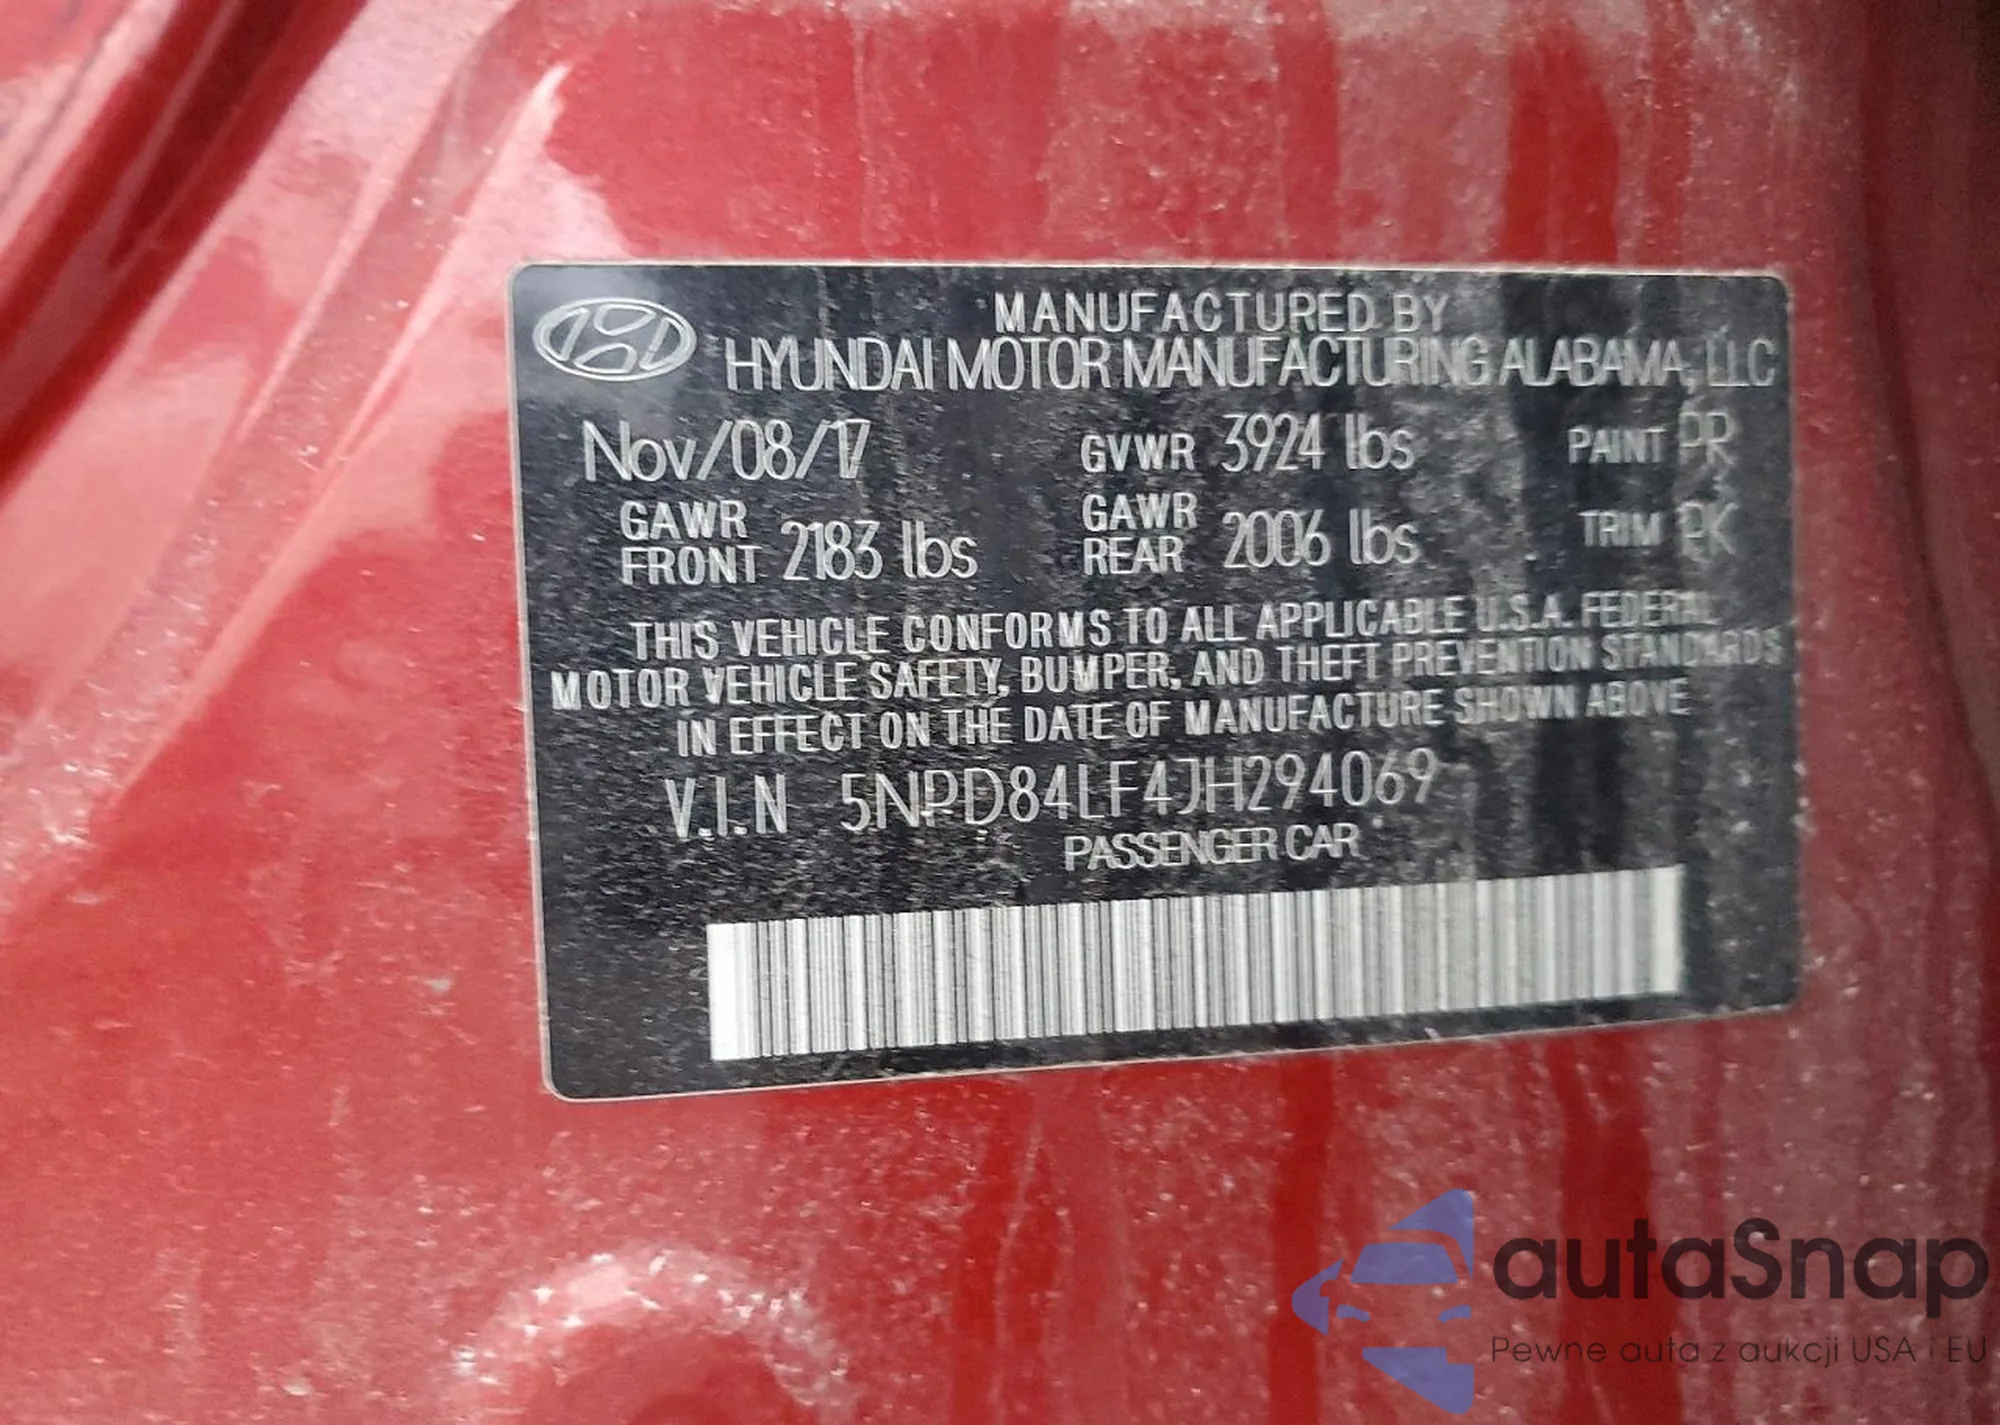 MANUFACTURED BY
HYUNDAI MOTOR MANUFACTURING ALABAMA, LLC
Nov/08/17 GVWR 3924 lbs PAINT PR
GAWR FRONT 2183 lbs GAWR REAR 2006 lbs TRIM PK
THIS VEHICLE CONFORMS TO ALL APPLICABLE U.S.A. FEDERAL
MOTOR VEHICLE SAFETY, BUMPER, AND THEFT PREVENTION STANDARDS
IN EFFECT ON THE DATE OF MANUFACTURE SHOWN ABOVE
V.I.N 5NPD84LF4JH294069
PASSENGER CAR
autaSnap
Pewne auta z aukcji USA i EU